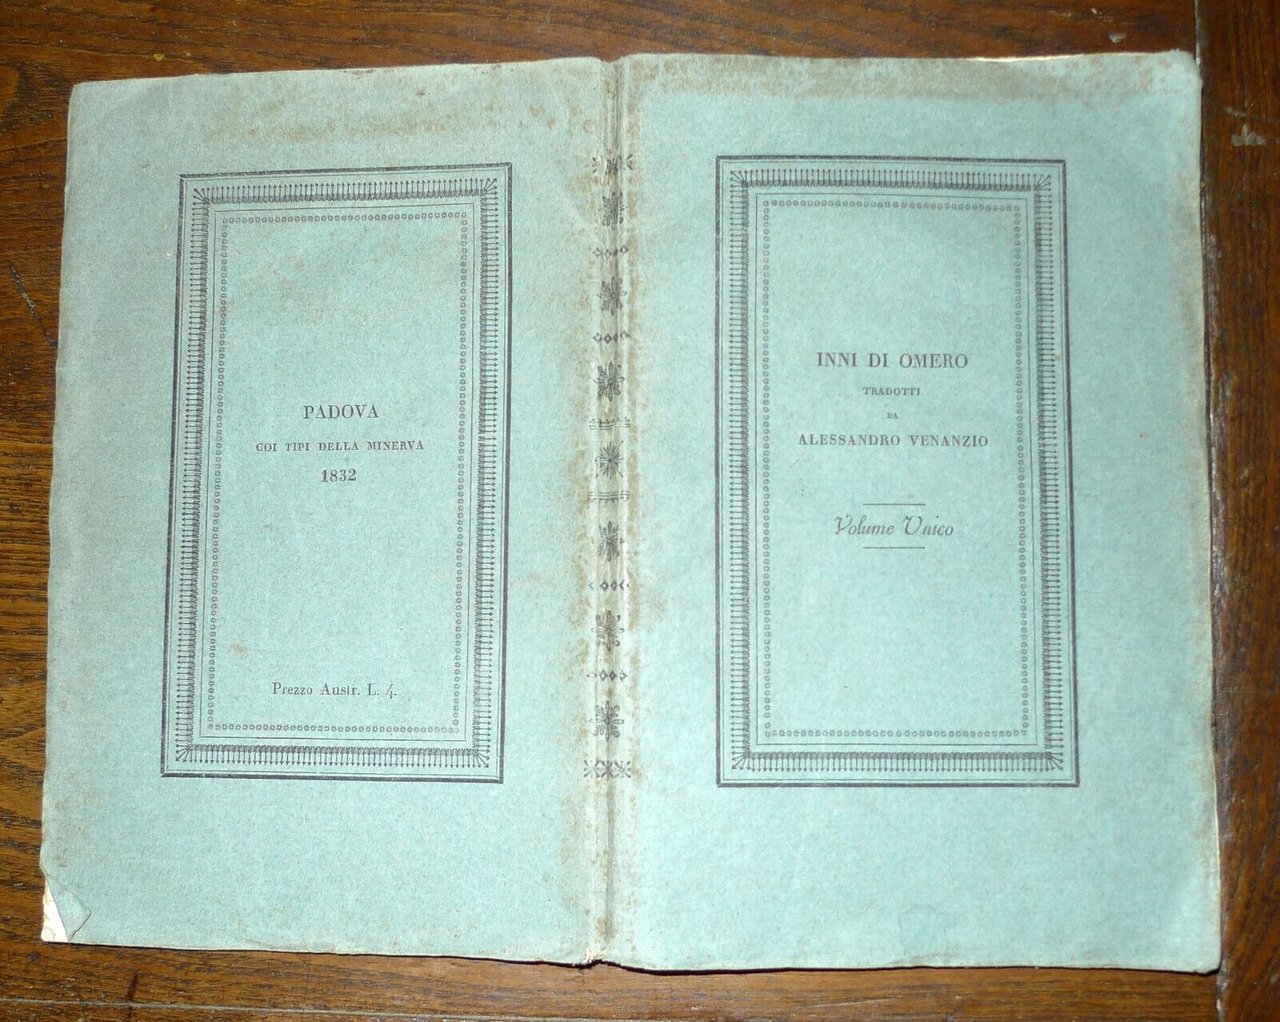 PADOVA
COI TIPI DELLA MINERVA
1832
Prezzo Austr. L. 4.
INNI DI OMERO
TRADOTTI
DA
ALESSANDRO VENANZIO
Volume Unico